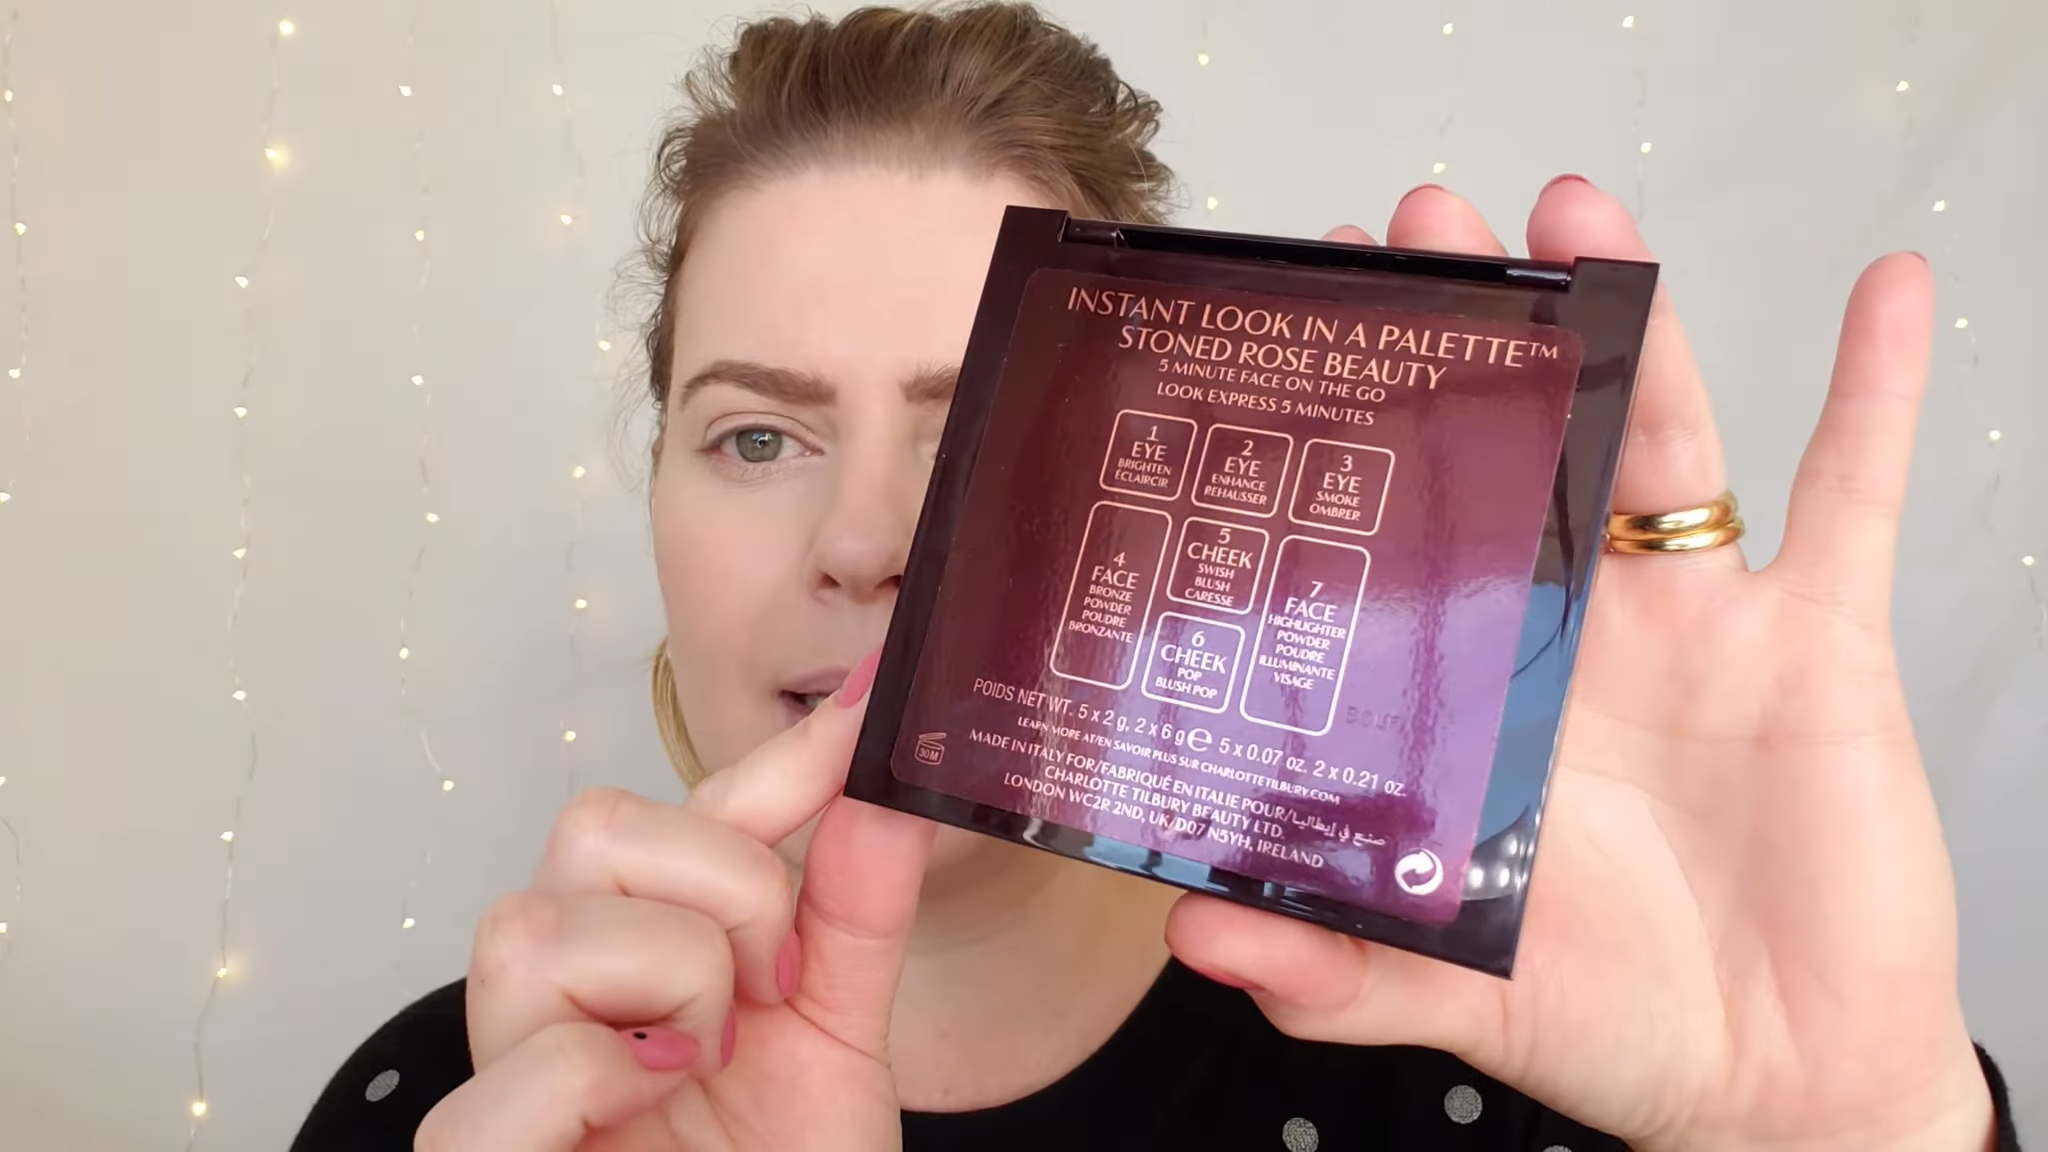 INSTANT LOOK IN A PALETTE™
STONED ROSE BEAUTY
5 MINUTE FACE ON THE GO
LOOK EXPRESS 5 MINUTES
1
EYE
BRIGHTEN
ÉCLAIRCIR
2
EYE
ENHANCE
REHAUSSER
3
EYE
SMOKE
OMBRER
4
FACE
BRONZE
POWDER
POUDRE
BRONZANTE
5
CHEEK
SWISH
BLUSH
CARESSE
6
CHEEK
POP
BLUSH POP
7
FACE
HIGHLIGHTER
POWDER
POUDRE
ILLUMINANTE
VISAGE
POIDS NET WT. 5 x 2 g, 2 x 6 g ℮ 5 x 0.07 oz. 2 x 0.21 oz.
LEARN MORE AT/EN SAVOIR PLUS SUR CHARLOTTETILBURY.COM
MADE IN ITALY FOR/FABRIQUÉ EN ITALIE POUR/صنع في إيطاليا
CHARLOTTE TILBURY BEAUTY LTD.
LONDON WC2R 2ND, UK/D07 N5YH, IRELAND
30M